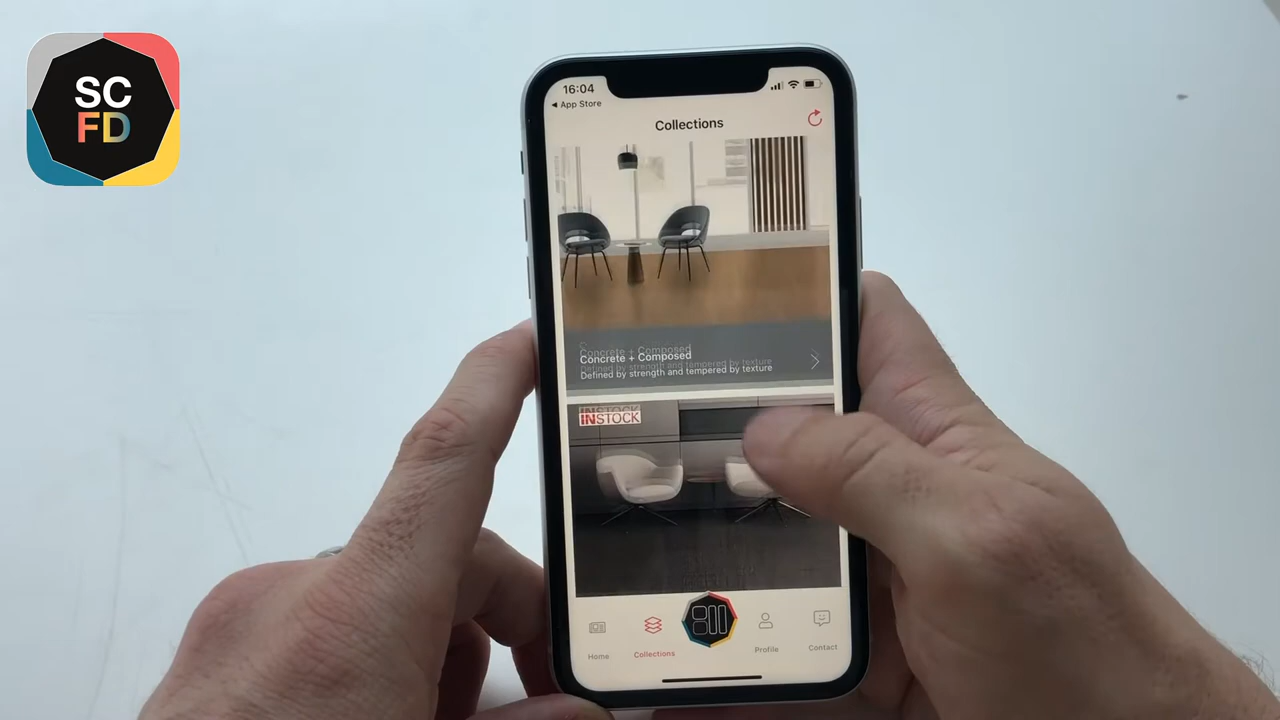 SC
FD
16:04
App Store
Collections
Concrete + Composed
Defined by strength and tempered by texture
INSTOCK
Home
Collections
Profile
Contact